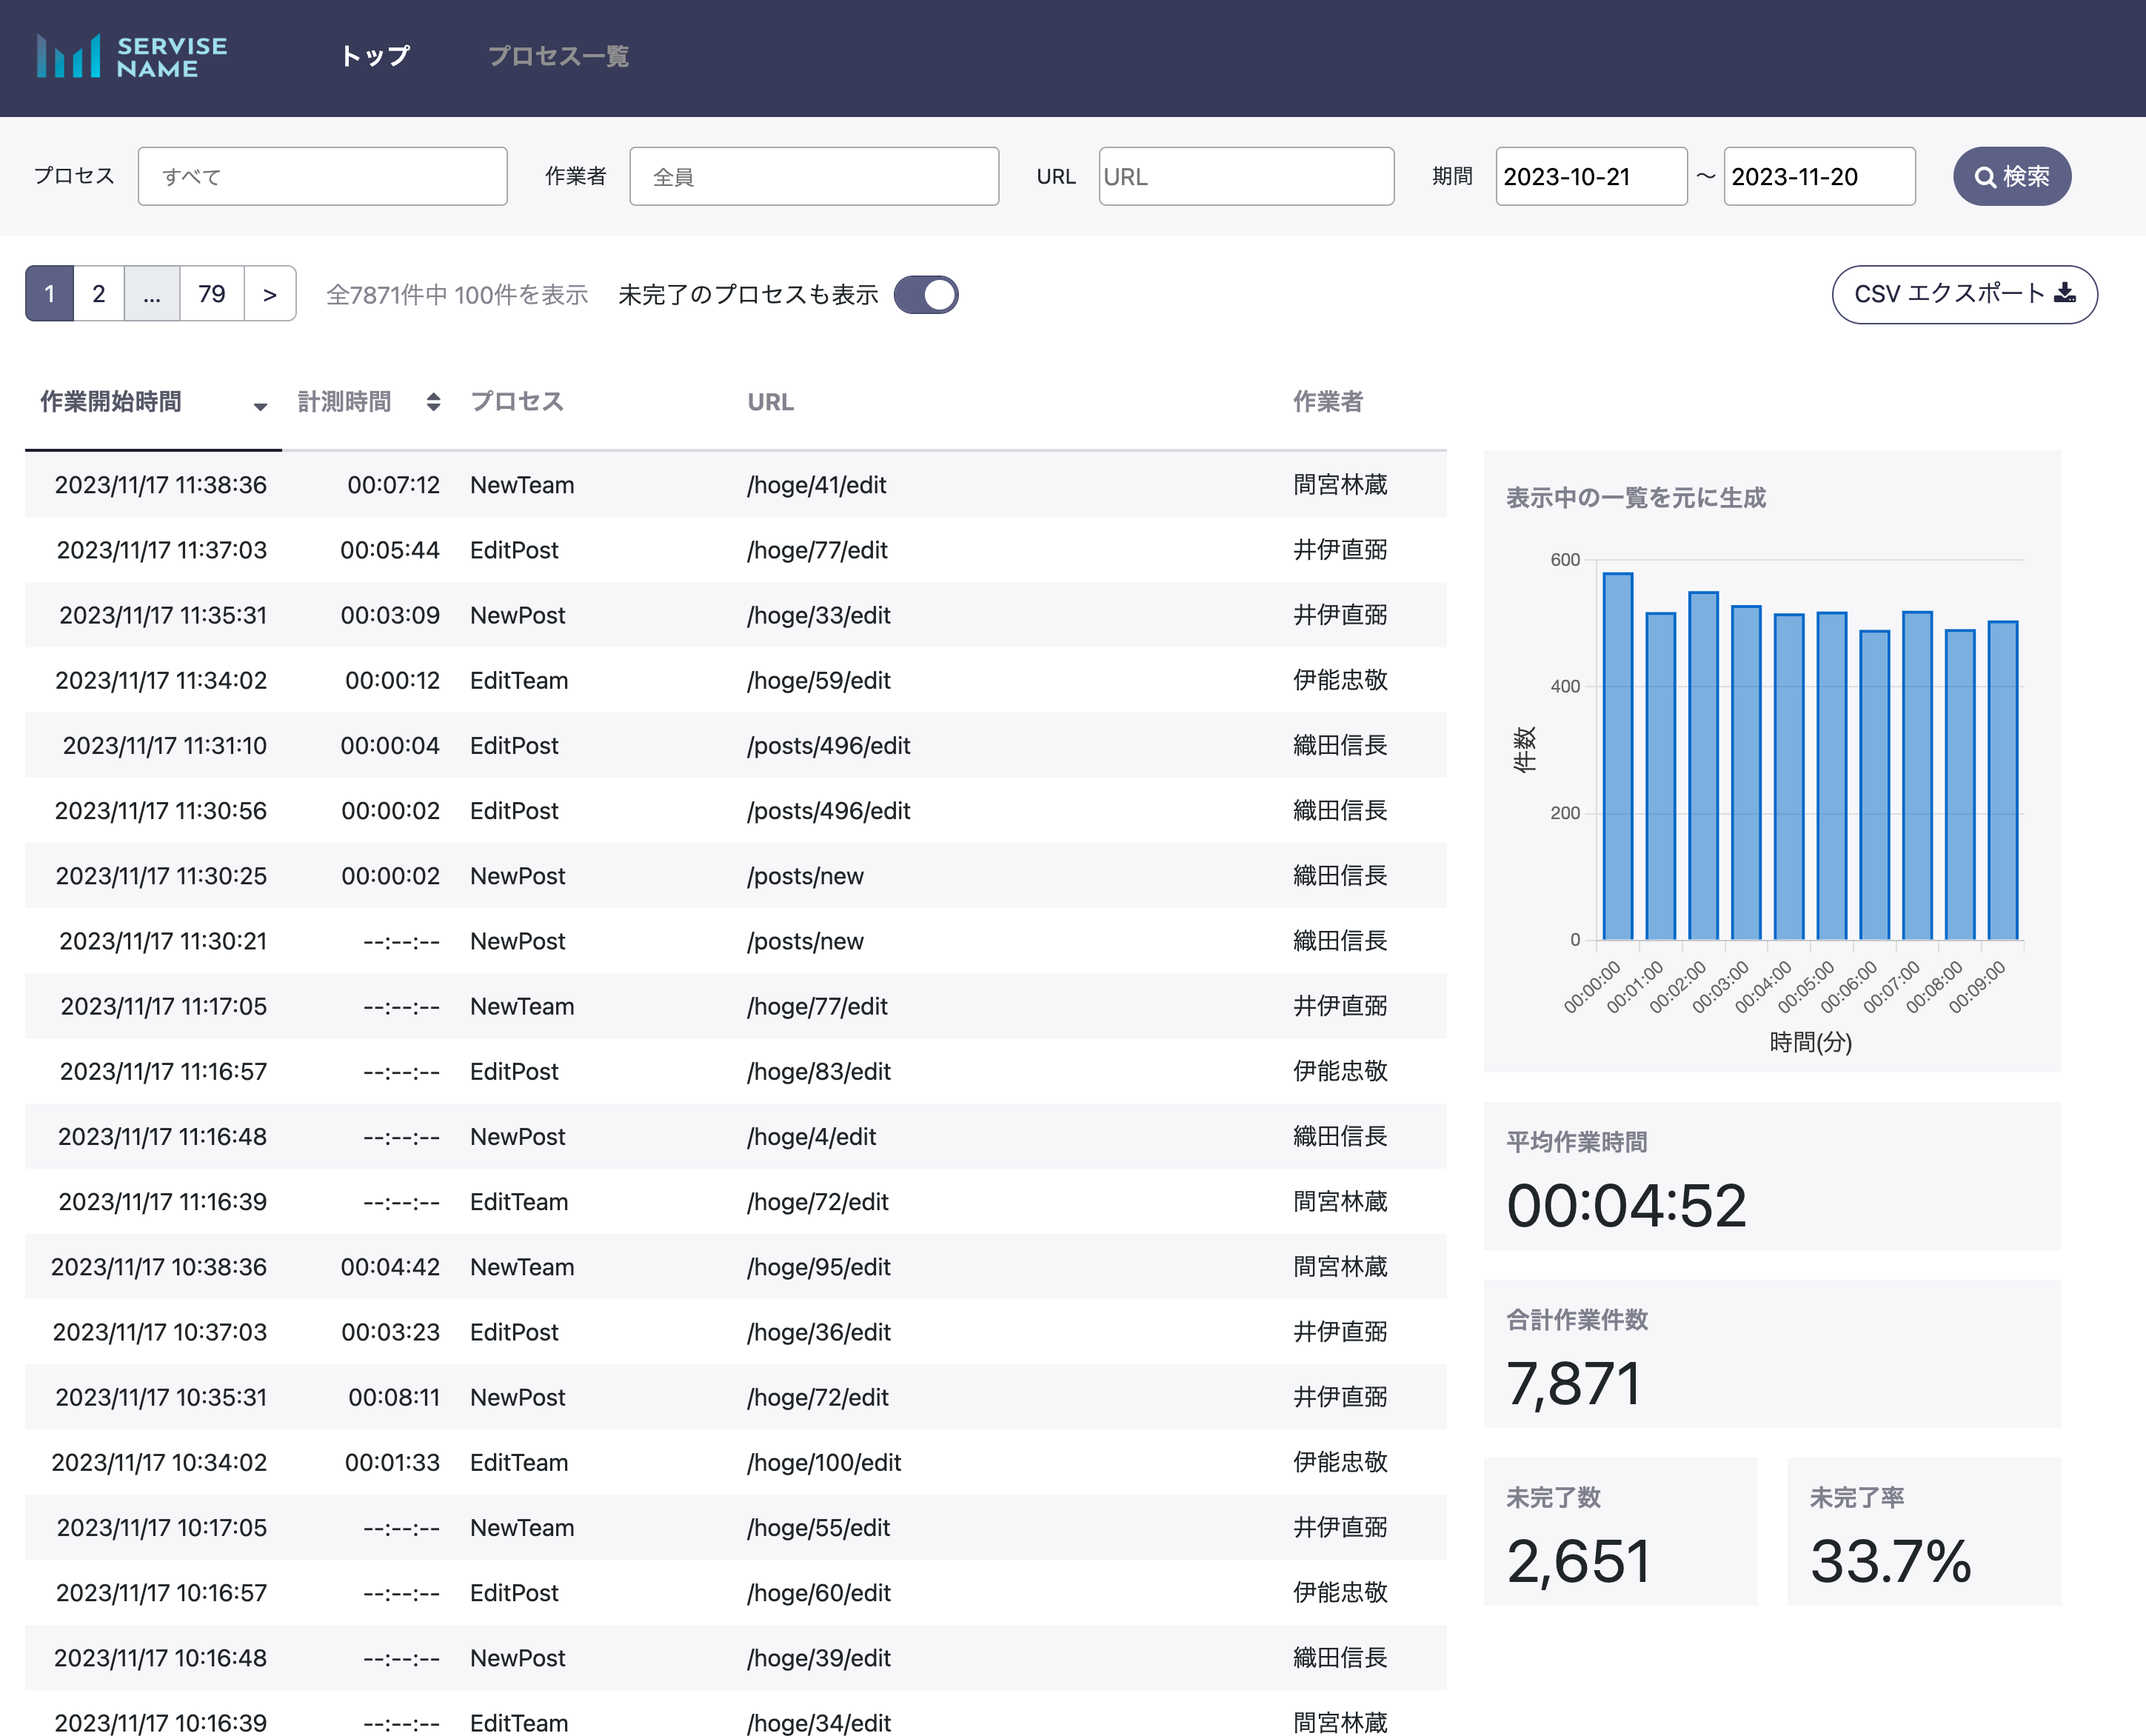 SERVISE
NAME
トップ プロセス一覧
プロセス すべて 作業者 全員 URL URL 期間 2023-10-21 〜 2023-11-20 検索
1 2 ... 79 > 全7871件中 100件を表示 未完了のプロセスも表示 CSV エクスポート
作業開始時間 計測時間 プロセス URL 作業者
2023/11/17 11:38:36 00:07:12 NewTeam /hoge/41/edit 間宮林蔵
2023/11/17 11:37:03 00:05:44 EditPost /hoge/77/edit 井伊直弼
2023/11/17 11:35:31 00:03:09 NewPost /hoge/33/edit 井伊直弼
2023/11/17 11:34:02 00:00:12 EditTeam /hoge/59/edit 伊能忠敬
2023/11/17 11:31:10 00:00:04 EditPost /posts/496/edit 織田信長
2023/11/17 11:30:56 00:00:02 EditPost /posts/496/edit 織田信長
2023/11/17 11:30:25 00:00:02 NewPost /posts/new 織田信長
2023/11/17 11:30:21 --:--:-- NewPost /posts/new 織田信長
2023/11/17 11:17:05 --:--:-- NewTeam /hoge/77/edit 井伊直弼
2023/11/17 11:16:57 --:--:-- EditPost /hoge/83/edit 伊能忠敬
2023/11/17 11:16:48 --:--:-- NewPost /hoge/4/edit 織田信長
2023/11/17 11:16:39 --:--:-- EditTeam /hoge/72/edit 間宮林蔵
2023/11/17 10:38:36 00:04:42 NewTeam /hoge/95/edit 間宮林蔵
2023/11/17 10:37:03 00:03:23 EditPost /hoge/36/edit 井伊直弼
2023/11/17 10:35:31 00:08:11 NewPost /hoge/72/edit 井伊直弼
2023/11/17 10:34:02 00:01:33 EditTeam /hoge/100/edit 伊能忠敬
2023/11/17 10:17:05 --:--:-- NewTeam /hoge/55/edit 井伊直弼
2023/11/17 10:16:57 --:--:-- EditPost /hoge/60/edit 伊能忠敬
2023/11/17 10:16:48 --:--:-- NewPost /hoge/39/edit 織田信長
2023/11/17 10:16:39 --:--:-- EditTeam /hoge/34/edit 間宮林蔵
表示中の一覧を元に生成
600
400
200
0
件数
00:00:00 00:01:00 00:02:00 00:03:00 00:04:00 00:05:00 00:06:00 00:07:00 00:08:00 00:09:00
時間(分)
平均作業時間
00:04:52
合計作業件数
7,871
未完了数
2,651
未完了率
33.7%